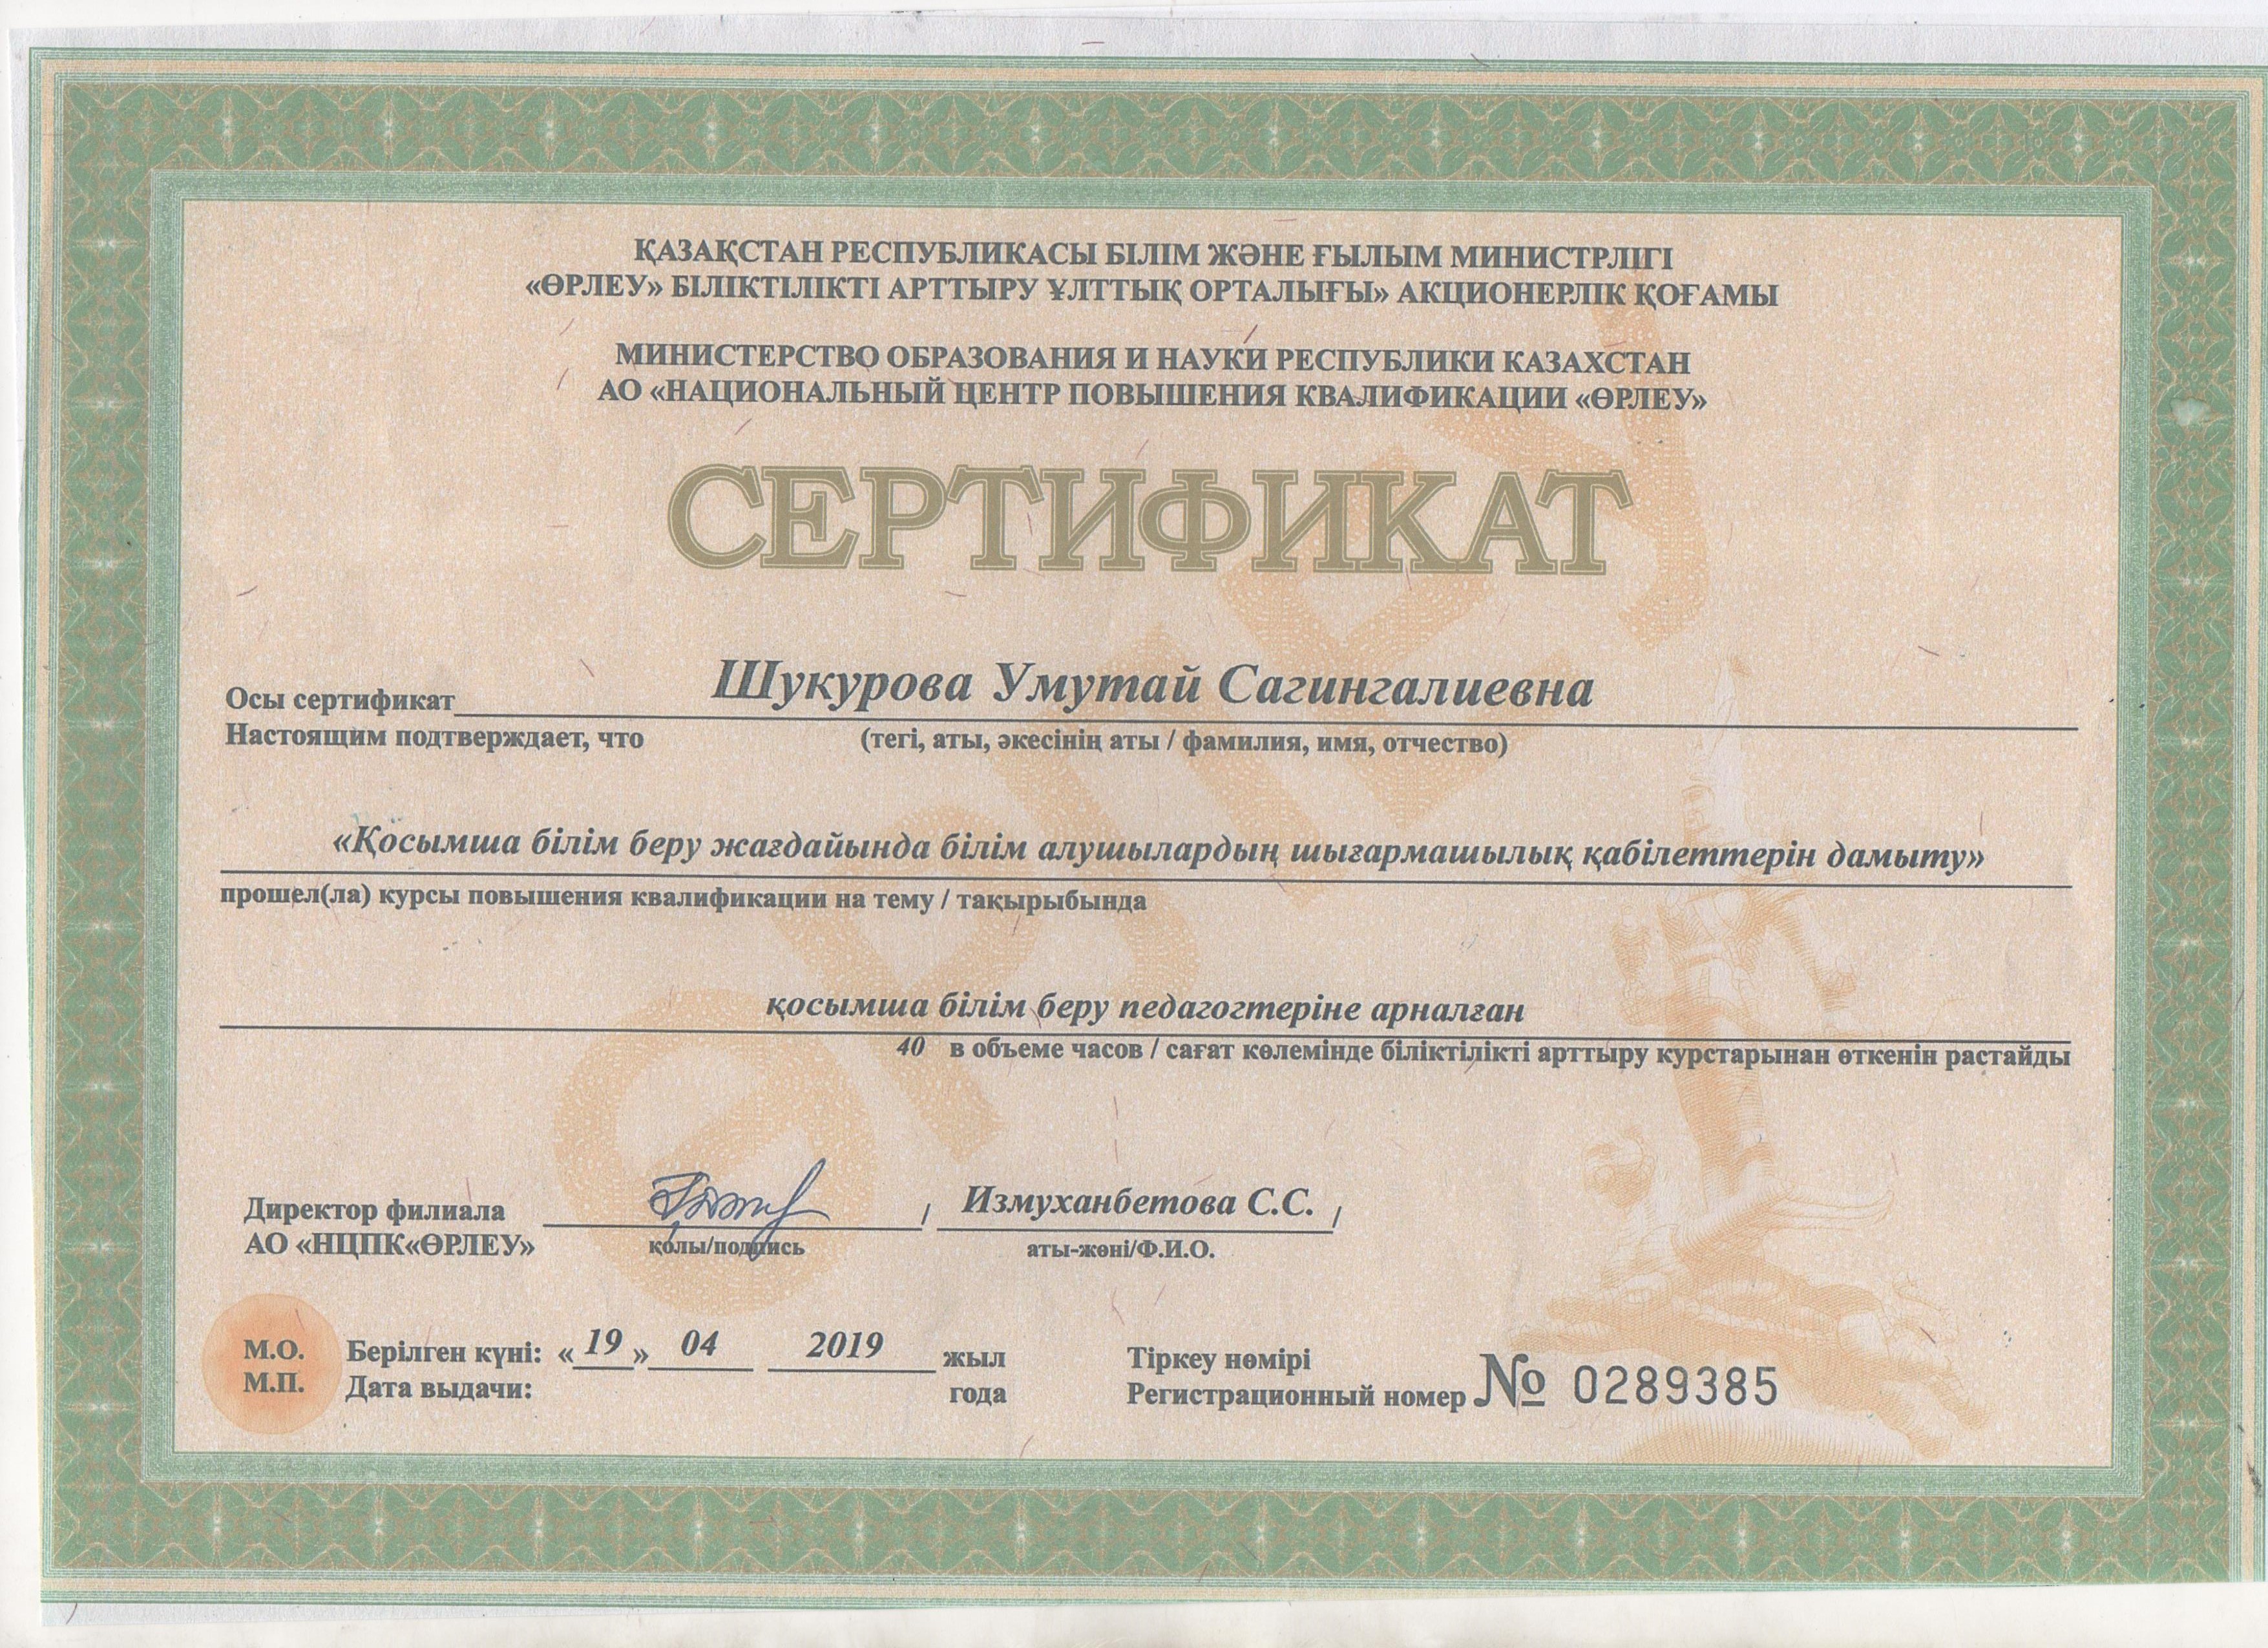 ҚАЗАҚСТАН РЕСПУБЛИКАСЫ БІЛІМ ЖӘНЕ ҒЫЛЫМ МИНИСТРЛІГІ
«ӨРЛЕУ» БІЛІКТІЛІКТІ АРТТЫРУ ҰЛТТЫҚ ОРТАЛЫҒЫ» АКЦИОНЕРЛІК ҚОҒАМЫ
МИНИСТЕРСТВО ОБРАЗОВАНИЯ И НАУКИ РЕСПУБЛИКИ КАЗАХСТАН
АО «НАЦИОНАЛЬНЫЙ ЦЕНТР ПОВЫШЕНИЯ КВАЛИФИКАЦИИ «ӨРЛЕУ»
СЕРТИФИКАТ
ӨРЛЕУ
Осы сертификат Шукурова Умутай Сагингалиевна
Настоящим подтверждает, что (тегі, аты, әкесінің аты / фамилия, имя, отчество)
«Қосымша білім беру жағдайында білім алушылардың шығармашылық қабілеттерін дамыту»
прошел(ла) курсы повышения квалификации на тему / тақырыбында
қосымша білім беру педагогтеріне арналған
40 в объеме часов / сағат көлемінде біліктілікті арттыру курстарынан өткенін растайды
Директор филиала / Измуханбетова С.С. /
АО «НЦПК«ӨРЛЕУ» қолы/подпись аты-жөні/Ф.И.О.
М.О. Берілген күні: «19» 04 2019 жыл Тіркеу нөмірі
М.П. Дата выдачи: года Регистрационный номер № 0289385